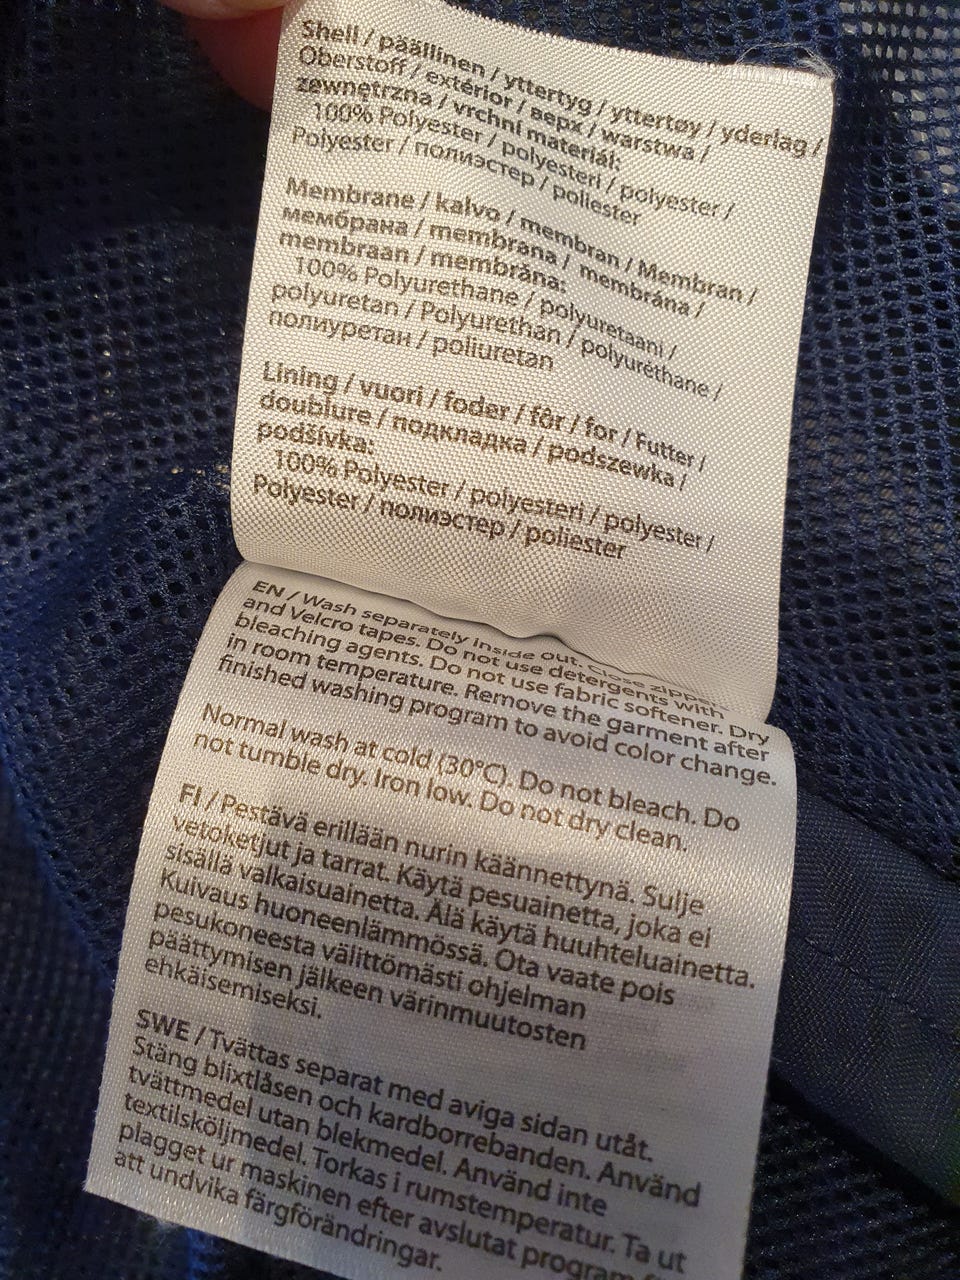 Shell / päällinen / yttertyg / yttertøy / yderlag /
Oberstoff / extérior / верх / warstwa /
zewnętrzna / vrchní materiál:
100% Polyester / polyesteri / polyester /
Polyester / полиэстер / poliester
Membrane / kalvo / membran / Membran /
мембрана / membrana / membrána /
membraan / membrāna:
100% Polyurethane / polyuretaani /
polyuretan / Polyurethan / polyuréthane /
полиуретан / poliuretan
Lining / vuori / foder / fôr / for / Futter /
doublure / подкладка / podszewka /
podšívka:
100% Polyester / polyesteri / polyester /
Polyester / полиэстер / poliester
EN / Wash separately inside out. Close zippers
and Velcro tapes. Do not use detergents with
bleaching agents. Do not use fabric softener. Dry
in room temperature. Remove the garment after
finished washing program to avoid color change.
Normal wash at cold (30°C). Do not bleach. Do
not tumble dry. Iron low. Do not dry clean.
FI / Pestävä erillään nurin käännettynä. Sulje
vetoketjut ja tarrat. Käytä pesuainetta, joka ei
sisällä valkaisuainetta. Älä käytä huuhteluainetta.
Kuivaus huoneenlämmössä. Ota vaate pois
pesukoneesta välittömästi ohjelman
päättymisen jälkeen värinmuutosten
ehkäisemiseksi.
SWE / Tvättas separat med aviga sidan utåt.
Stäng blixtlåsen och kardborrebanden. Använd
tvättmedel utan blekmedel. Använd inte
textilsköljmedel. Torkas i rumstemperatur. Ta ut
plagget ur maskinen efter avslutat program
att undvika färgförändringar.